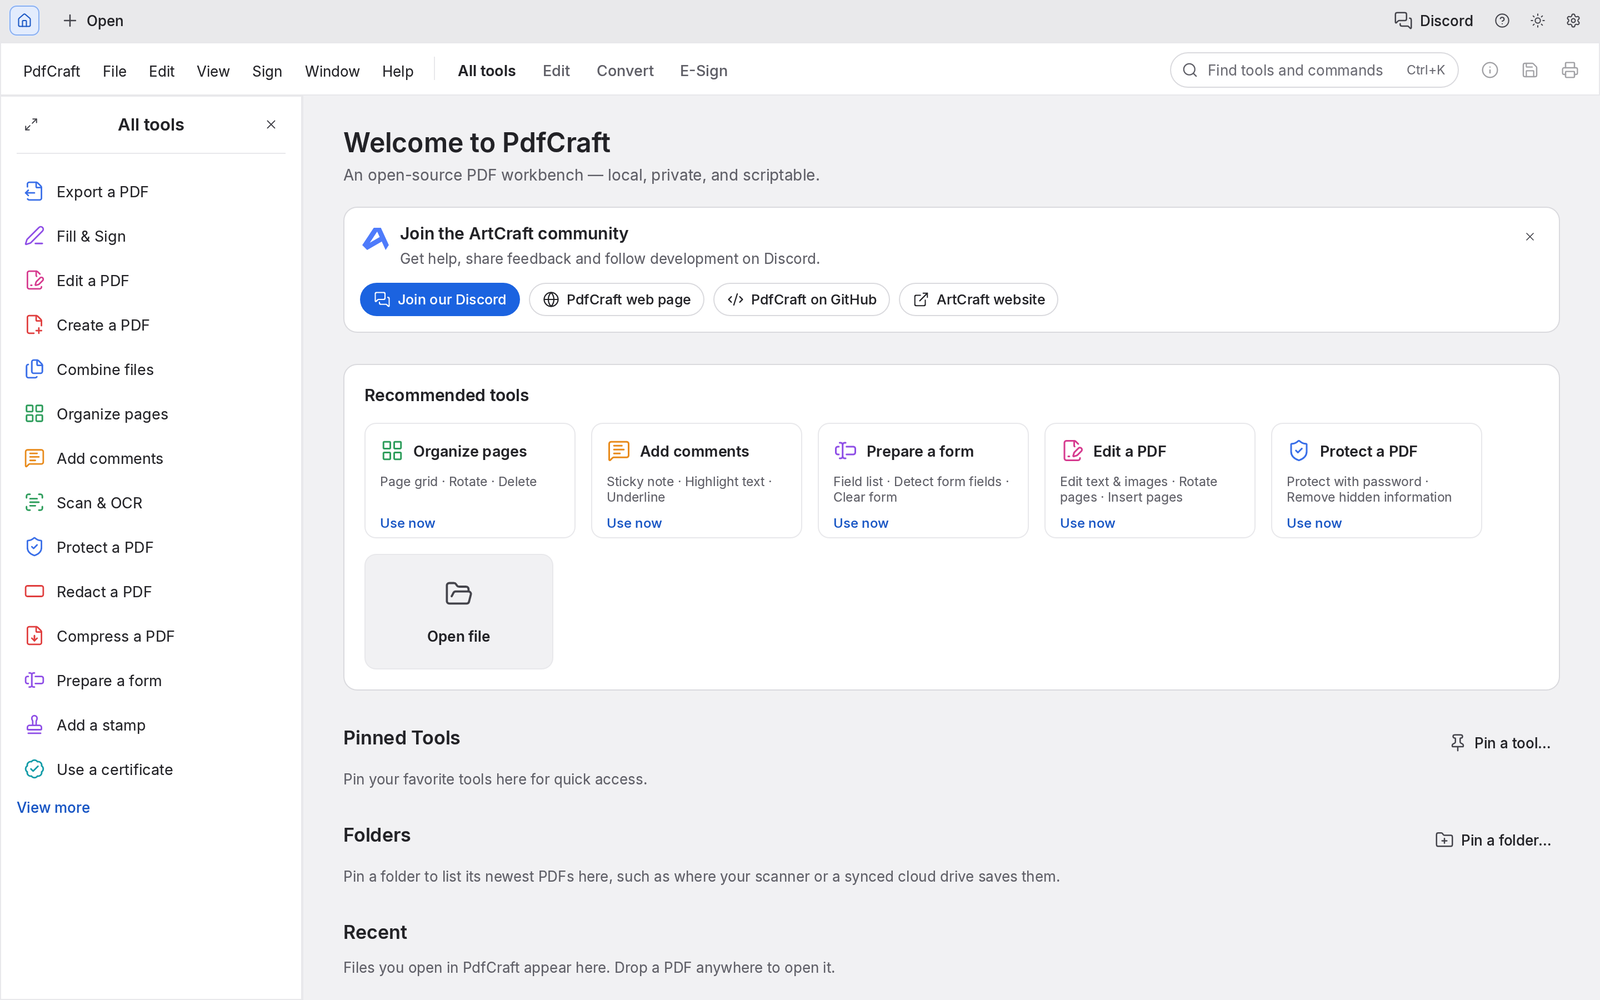 Open
Discord
PdfCraft File Edit View Sign Window Help
All tools Edit Convert E-Sign
Find tools and commands Ctrl+K
All tools
Export a PDF
Fill & Sign
Edit a PDF
Create a PDF
Combine files
Organize pages
Add comments
Scan & OCR
Protect a PDF
Redact a PDF
Compress a PDF
Prepare a form
Add a stamp
Use a certificate
View more
Welcome to PdfCraft
An open-source PDF workbench — local, private, and scriptable.
Join the ArtCraft community
Get help, share feedback and follow development on Discord.
Join our Discord
PdfCraft web page
PdfCraft on GitHub
ArtCraft website
Recommended tools
Organize pages
Page grid · Rotate · Delete
Use now
Add comments
Sticky note · Highlight text ·
Underline
Use now
Prepare a form
Field list · Detect form fields ·
Clear form
Use now
Edit a PDF
Edit text & images · Rotate
pages · Insert pages
Use now
Protect a PDF
Protect with password ·
Remove hidden information
Use now
Open file
Pinned Tools
Pin a tool...
Pin your favorite tools here for quick access.
Folders
Pin a folder...
Pin a folder to list its newest PDFs here, such as where your scanner or a synced cloud drive saves them.
Recent
Files you open in PdfCraft appear here. Drop a PDF anywhere to open it.